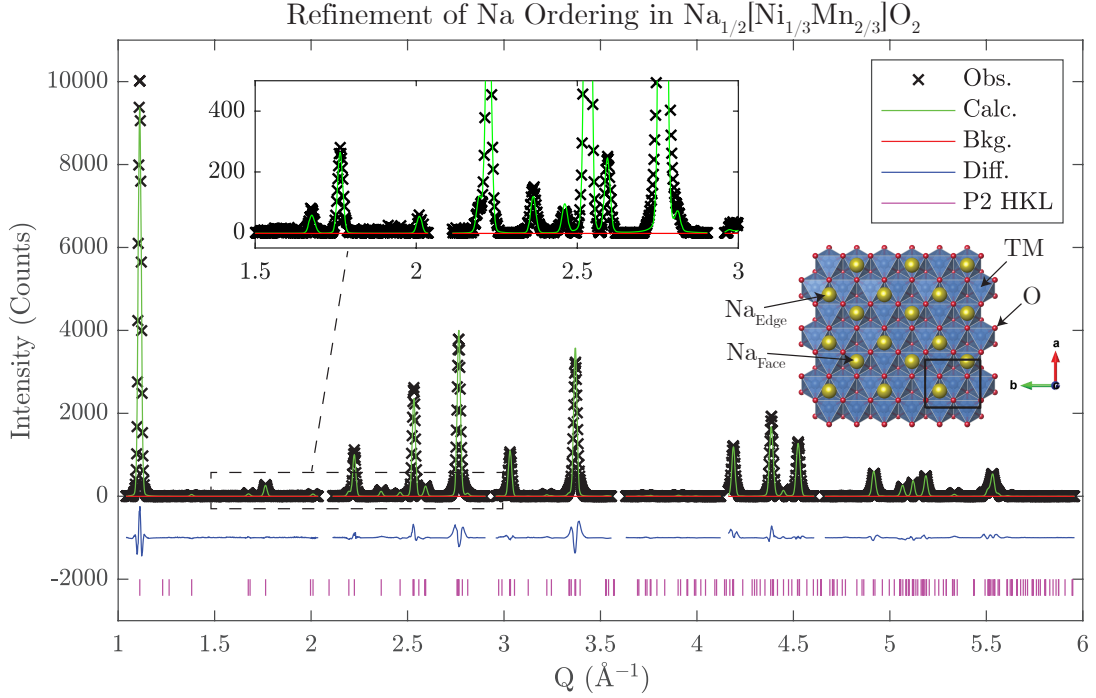 Refinement of Na Ordering in Na1/2[Ni1/3Mn2/3]O2
10000
8000
6000
4000
2000
0
-2000
Intensity (Counts)
400
200
0
1.5
2
2.5
3
Obs.
Calc.
Bkg.
Diff.
P2 HKL
TM
O
NaEdge
NaFace
a
b
c
1
1.5
2
2.5
3
3.5
4
4.5
5
5.5
6
Q (Å−1)